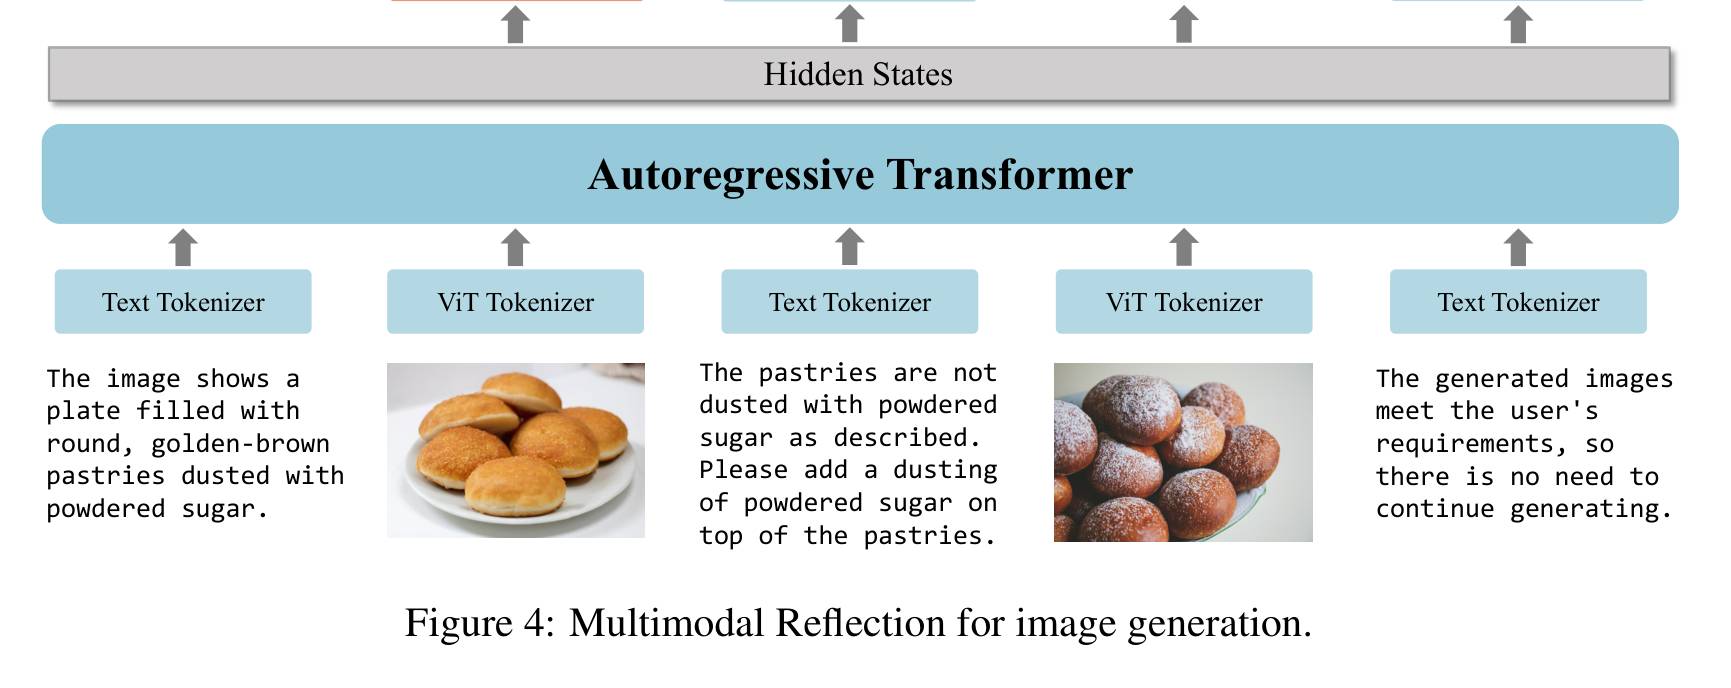 Hidden States
Autoregressive Transformer
Text Tokenizer
ViT Tokenizer
Text Tokenizer
ViT Tokenizer
Text Tokenizer
The image shows a
plate filled with
round, golden-brown
pastries dusted with
powdered sugar.
The pastries are not
dusted with powdered
sugar as described.
Please add a dusting
of powdered sugar on
top of the pastries.
The generated images
meet the user's
requirements, so
there is no need to
continue generating.
Figure 4: Multimodal Reflection for image generation.